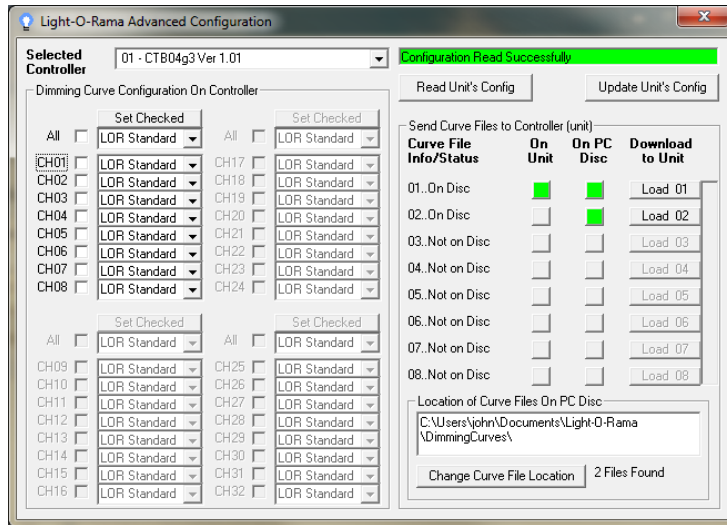 Light-O-Rama Advanced Configuration
Selected Controller
01 - CTB04g3 Ver 1.01
Configuration Read Successfully
Read Unit's Config
Update Unit's Config
Dimming Curve Configuration On Controller
Set Checked
All LOR Standard
CH01 LOR Standard
CH02 LOR Standard
CH03 LOR Standard
CH04 LOR Standard
CH05 LOR Standard
CH06 LOR Standard
CH07 LOR Standard
CH08 LOR Standard
Set Checked
All LOR Standard
CH17 LOR Standard
CH18 LOR Standard
CH19 LOR Standard
CH20 LOR Standard
CH21 LOR Standard
CH22 LOR Standard
CH23 LOR Standard
CH24 LOR Standard
Set Checked
All LOR Standard
CH09 LOR Standard
CH10 LOR Standard
CH11 LOR Standard
CH12 LOR Standard
CH13 LOR Standard
CH14 LOR Standard
CH15 LOR Standard
CH16 LOR Standard
Set Checked
All LOR Standard
CH25 LOR Standard
CH26 LOR Standard
CH27 LOR Standard
CH28 LOR Standard
CH29 LOR Standard
CH30 LOR Standard
CH31 LOR Standard
CH32 LOR Standard
Send Curve Files to Controller (unit)
Curve File Info/Status
On Unit
On PC Disc
Download to Unit
01..On Disc Load 01
02..On Disc Load 02
03..Not on Disc Load 03
04..Not on Disc Load 04
05..Not on Disc Load 05
06..Not on Disc Load 06
07..Not on Disc Load 07
08..Not on Disc Load 08
Location of Curve Files On PC Disc
C:\Users\john\Documents\Light-O-Rama
\DimmingCurves\
Change Curve File Location
2 Files Found